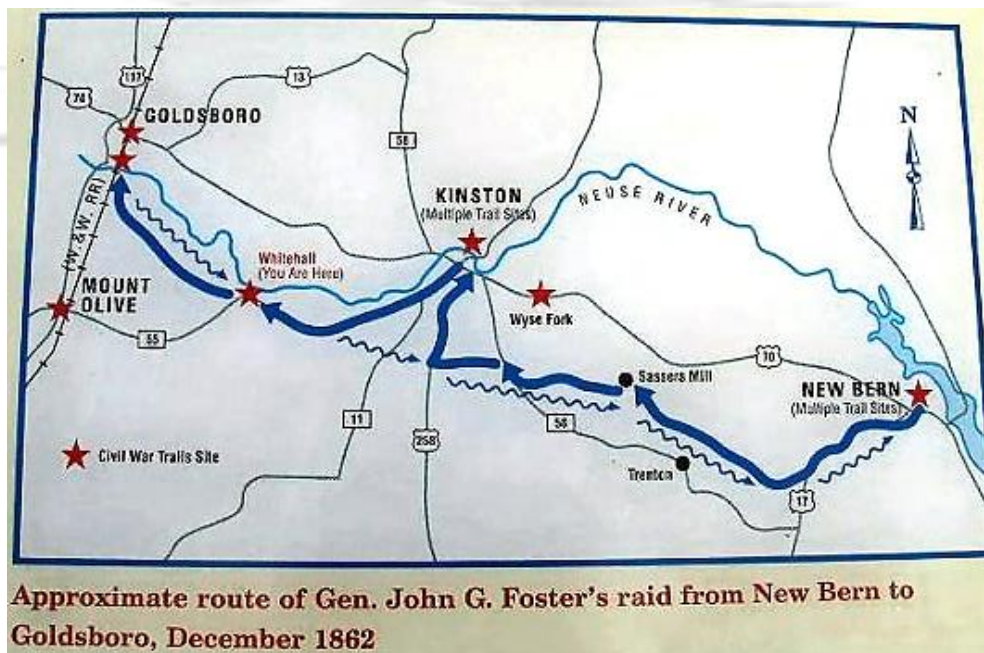 117
13
70
GOLDSBORO
58
N
KINSTON
(Multiple Trail Sites)
NEUSE RIVER
(W.&W. RR)
Whitehall
(You Are Here)
MOUNT
OLIVE
Wyse Fork
55
70
Sassers Mill
NEW BERN
(Multiple Trail Sites)
11
258
58
Civil War Trails Site
Trenton
17
Approximate route of Gen. John G. Foster's raid from New Bern to
Goldsboro, December 1862